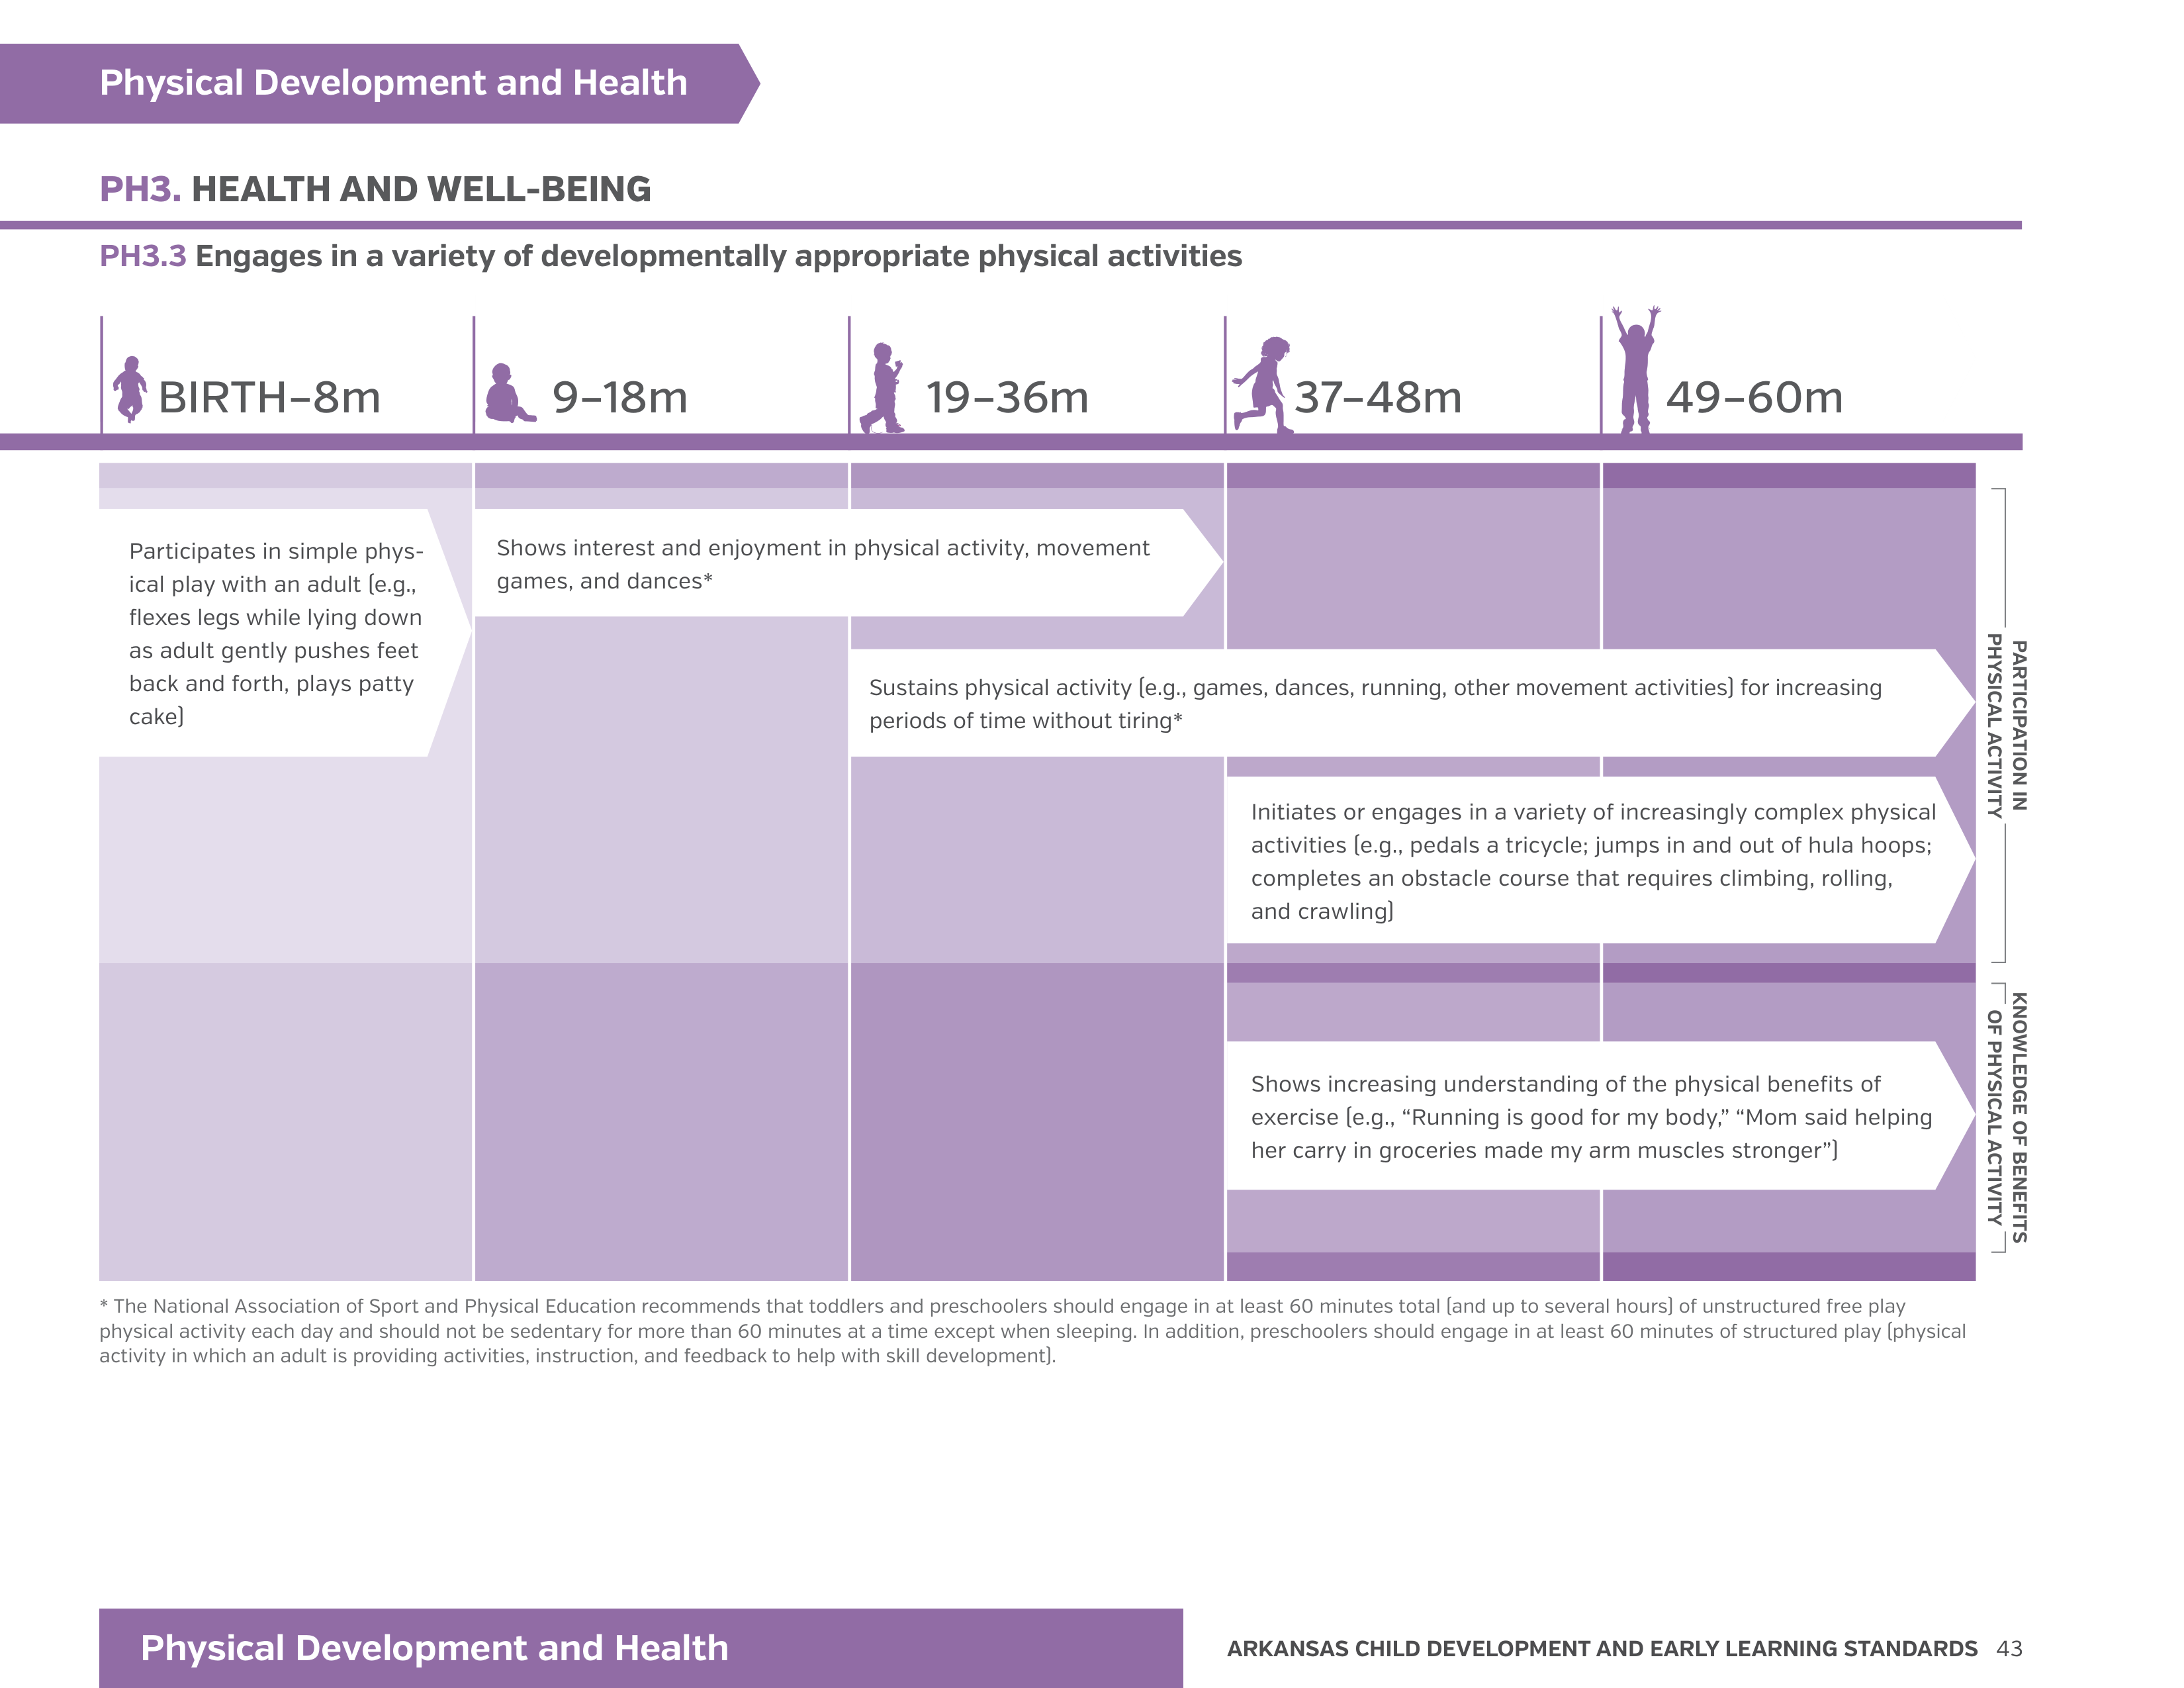 Physical Development and Health
PH3. HEALTH AND WELL-BEING
PH3.3 Engages in a variety of developmentally appropriate physical activities
BIRTH–8m
9–18m
19–36m
37–48m
49–60m
Participates in simple phys-
ical play with an adult (e.g.,
flexes legs while lying down
as adult gently pushes feet
back and forth, plays patty
cake)
Shows interest and enjoyment in physical activity, movement
games, and dances*
Sustains physical activity (e.g., games, dances, running, other movement activities) for increasing
periods of time without tiring*
Initiates or engages in a variety of increasingly complex physical
activities (e.g., pedals a tricycle; jumps in and out of hula hoops;
completes an obstacle course that requires climbing, rolling,
and crawling)
PARTICIPATION IN
PHYSICAL ACTIVITY
Shows increasing understanding of the physical benefits of
exercise (e.g., “Running is good for my body,” “Mom said helping
her carry in groceries made my arm muscles stronger”)
KNOWLEDGE OF BENEFITS
OF PHYSICAL ACTIVITY
* The National Association of Sport and Physical Education recommends that toddlers and preschoolers should engage in at least 60 minutes total (and up to several hours) of unstructured free play
physical activity each day and should not be sedentary for more than 60 minutes at a time except when sleeping. In addition, preschoolers should engage in at least 60 minutes of structured play (physical
activity in which an adult is providing activities, instruction, and feedback to help with skill development).
Physical Development and Health
ARKANSAS CHILD DEVELOPMENT AND EARLY LEARNING STANDARDS 43